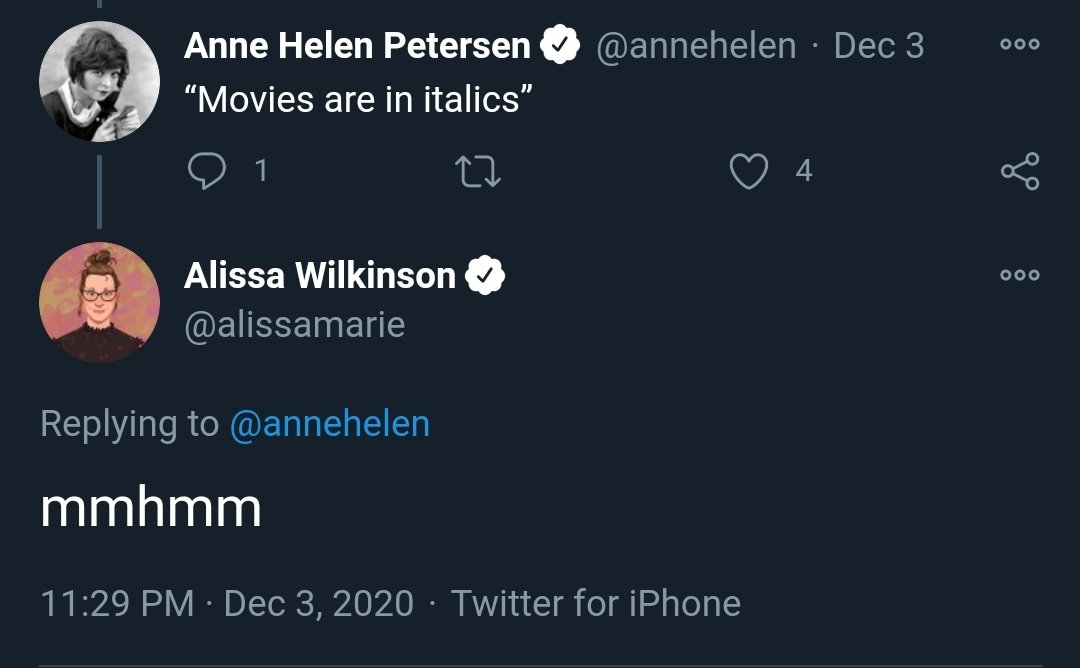 Anne Helen Petersen @annehelen · Dec 3
“Movies are in italics”
1 4
Alissa Wilkinson
@alissamarie
Replying to @annehelen
mmhmm
11:29 PM · Dec 3, 2020 · Twitter for iPhone